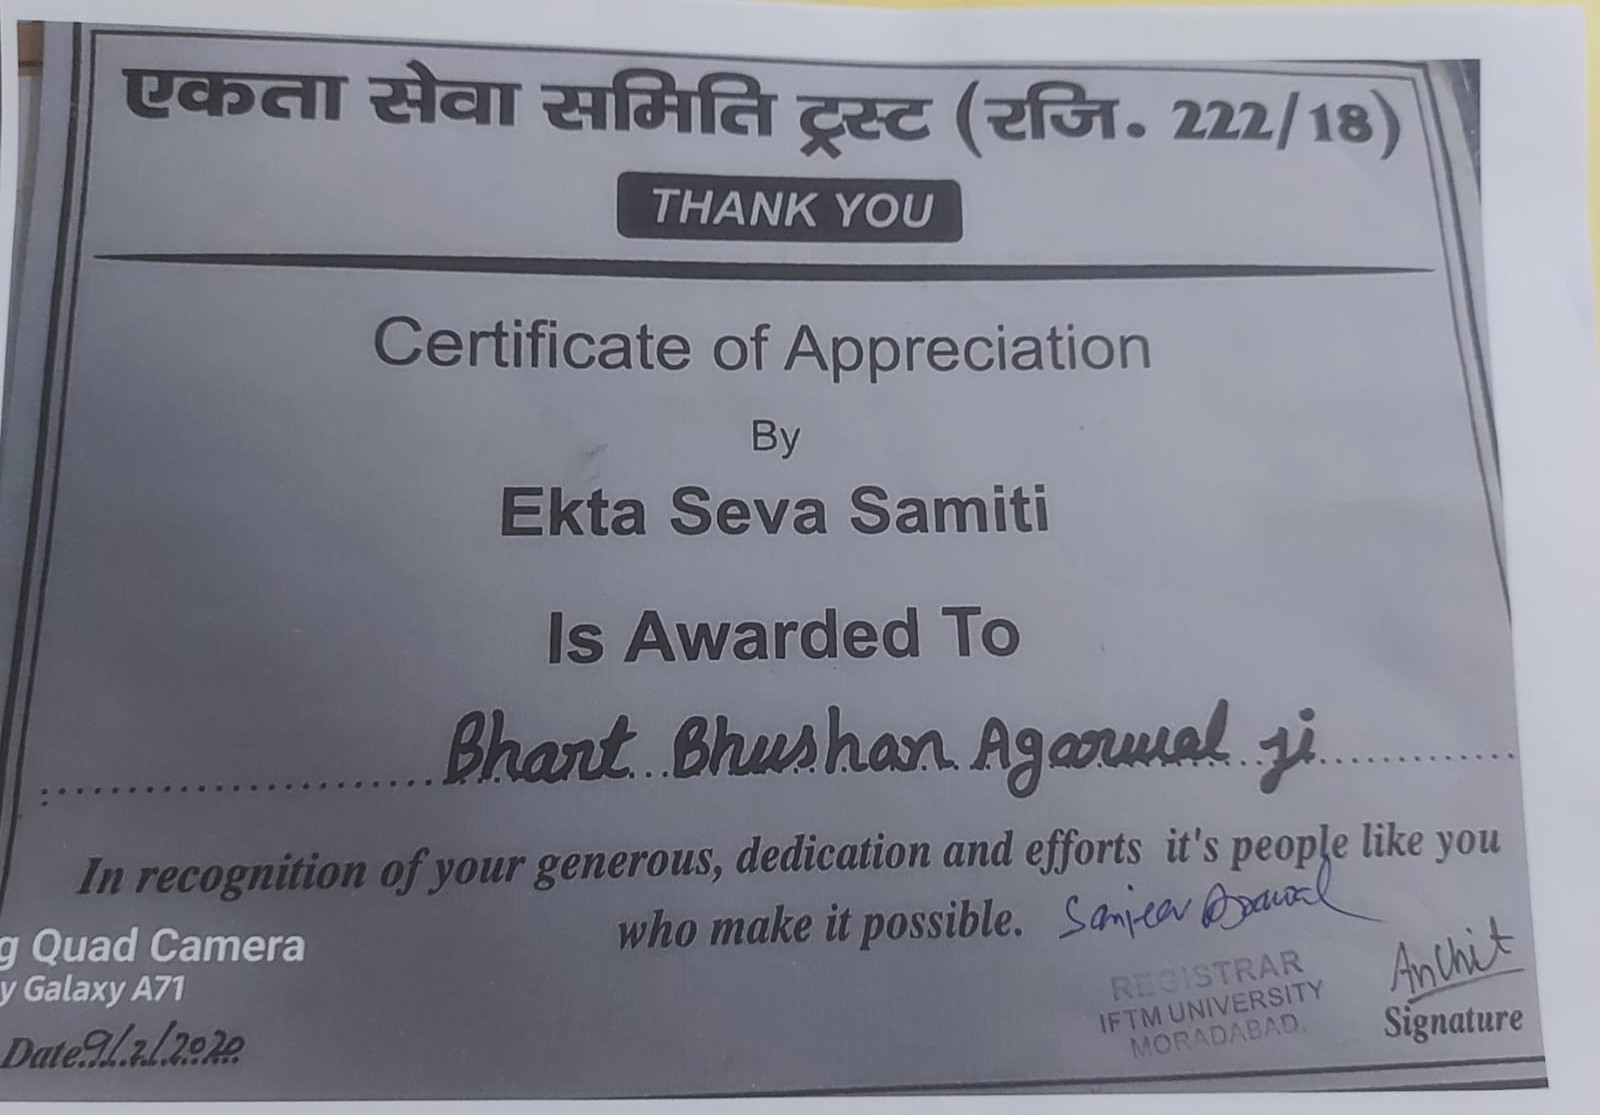 एकता सेवा समिति ट्रस्ट (रजि. 222/18)
THANK YOU
Certificate of Appreciation
By
Ekta Seva Samiti
Is Awarded To
Bhart Bhushan Agarwal ji
In recognition of your generous, dedication and efforts it's people like you
who make it possible.
Sanjeev Agarwal
g Quad Camera
y Galaxy A71
Date:9/2/2020
REGISTRAR
IFTM UNIVERSITY
MORADABAD.
Anchit
Signature